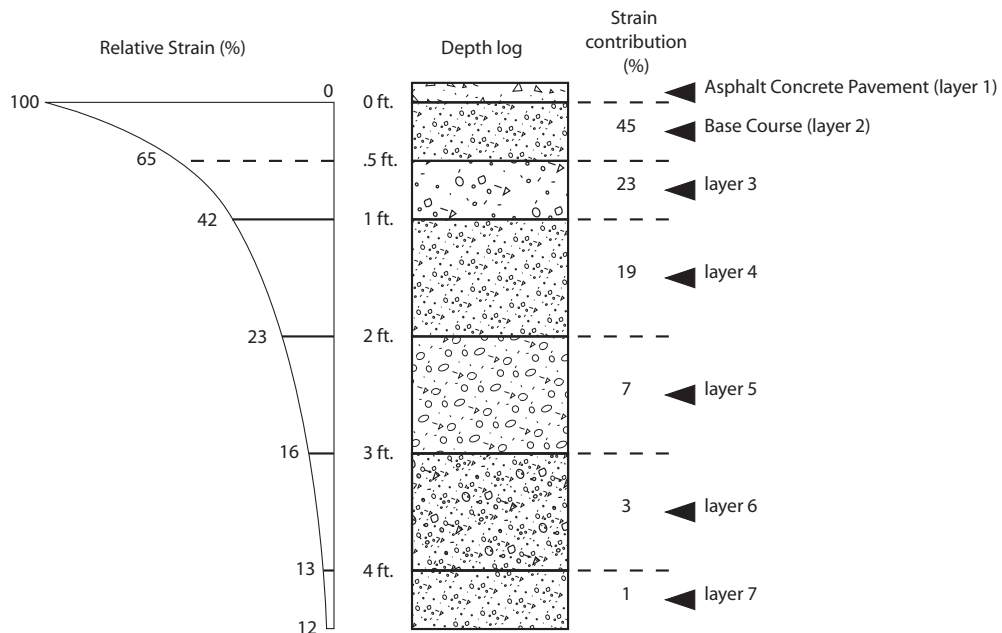 Relative Strain (%)
Depth log
Strain
contribution
(%)
0
100
0 ft.
Asphalt Concrete Pavement (layer 1)
45
Base Course (layer 2)
65
.5 ft.
23
layer 3
42
1 ft.
19
layer 4
23
2 ft.
7
layer 5
16
3 ft.
3
layer 6
13
4 ft.
1
layer 7
12